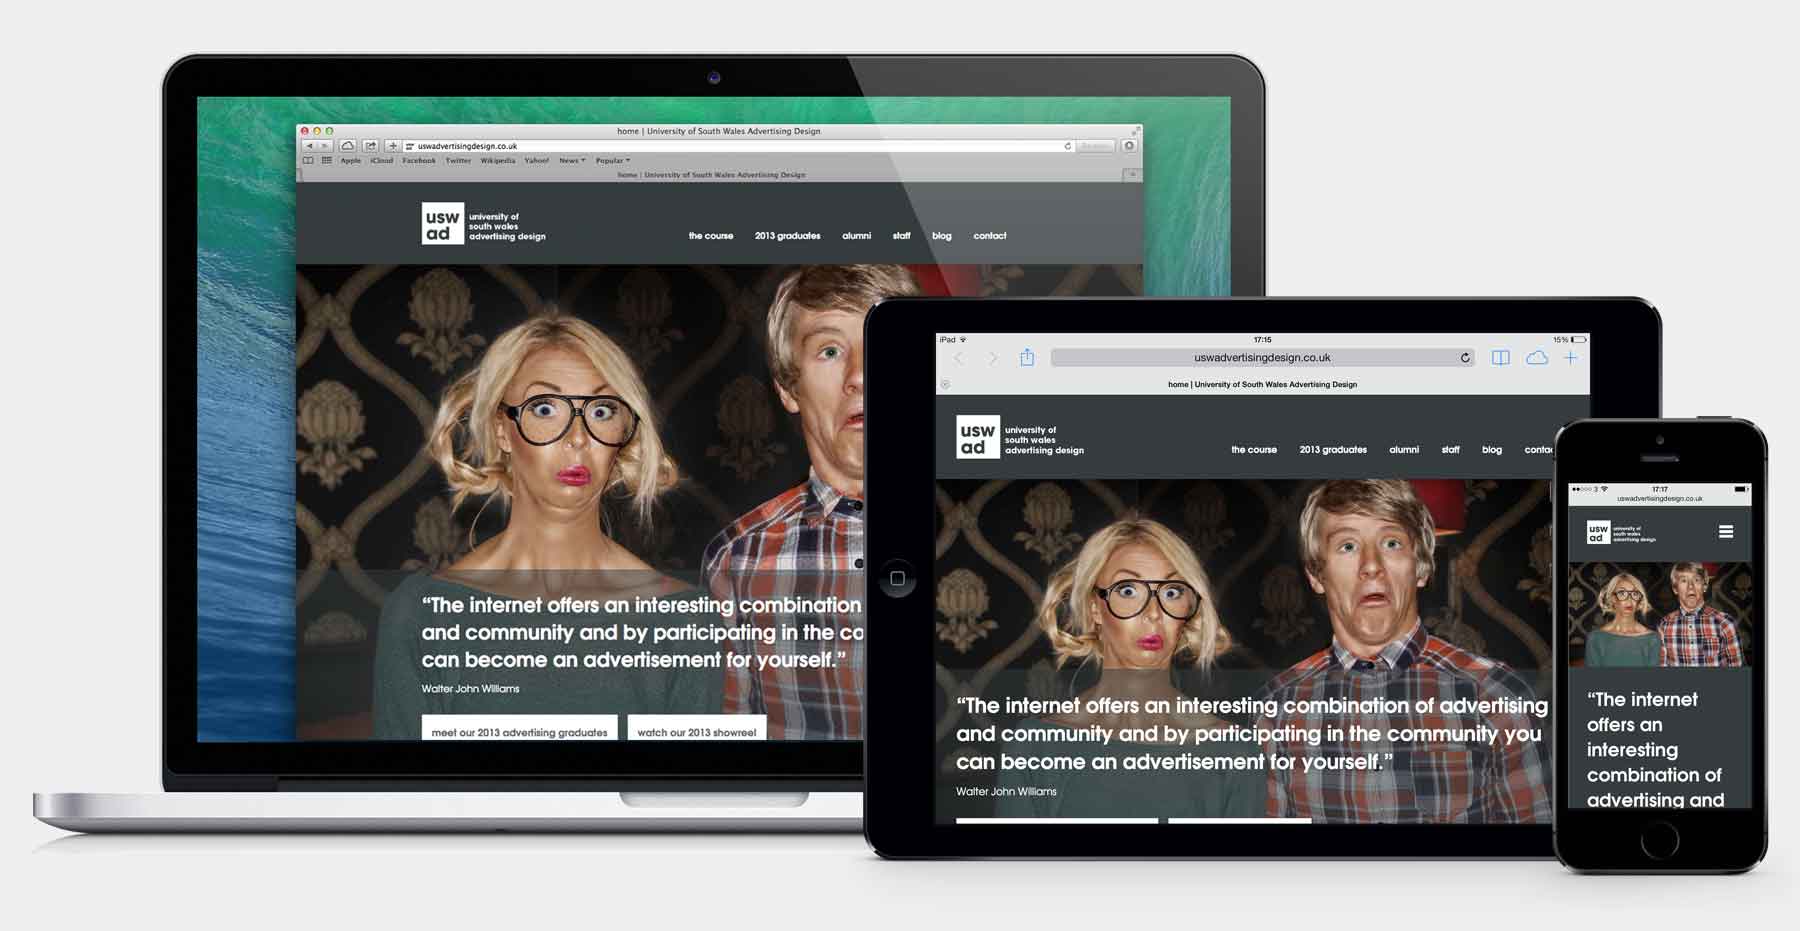 home | University of South Wales Advertising Design
uswadvertisingdesign.co.uk
Apple iCloud Facebook Twitter Wikipedia Yahoo! News Popular
home | University of South Wales Advertising Design
usw
ad
university of
south wales
advertising design
the course 2013 graduates alumni staff blog contact
“The internet offers an interesting combination
and community and by participating in the co
can become an advertisement for yourself.”
Walter John Williams
meet our 2013 advertising graduates watch our 2013 showreel
iPad 17:15 15%
uswadvertisingdesign.co.uk
home | University of South Wales Advertising Design
usw
ad
university of
south wales
advertising design
the course 2013 graduates alumni staff blog contac
“The internet offers an interesting combination of advertising
and community and by participating in the community you
can become an advertisement for yourself.”
Walter John Williams
3 17:17
uswadvertisingdesign.co.uk
usw
ad
university of
south wales
advertising design
“The internet
offers an
interesting
combination of
advertising and